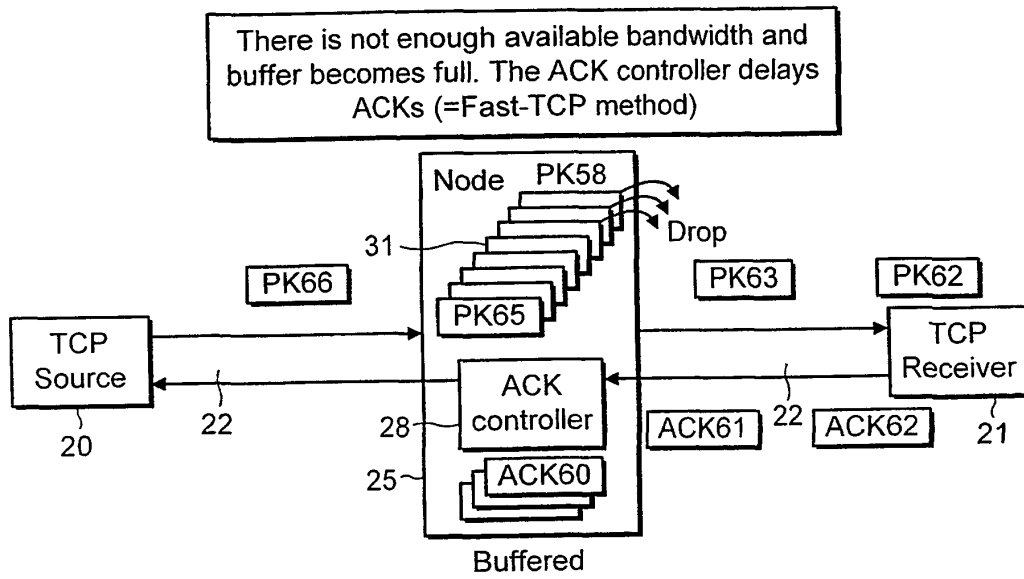 There is not enough available bandwidth and
buffer becomes full. The ACK controller delays
ACKs (=Fast-TCP method)
Node
PK58
Drop
31
PK66
PK63
PK62
PK65
TCP
Source
TCP
Receiver
22
20
ACK
controller
28
22
21
ACK61
ACK62
25
ACK60
Buffered